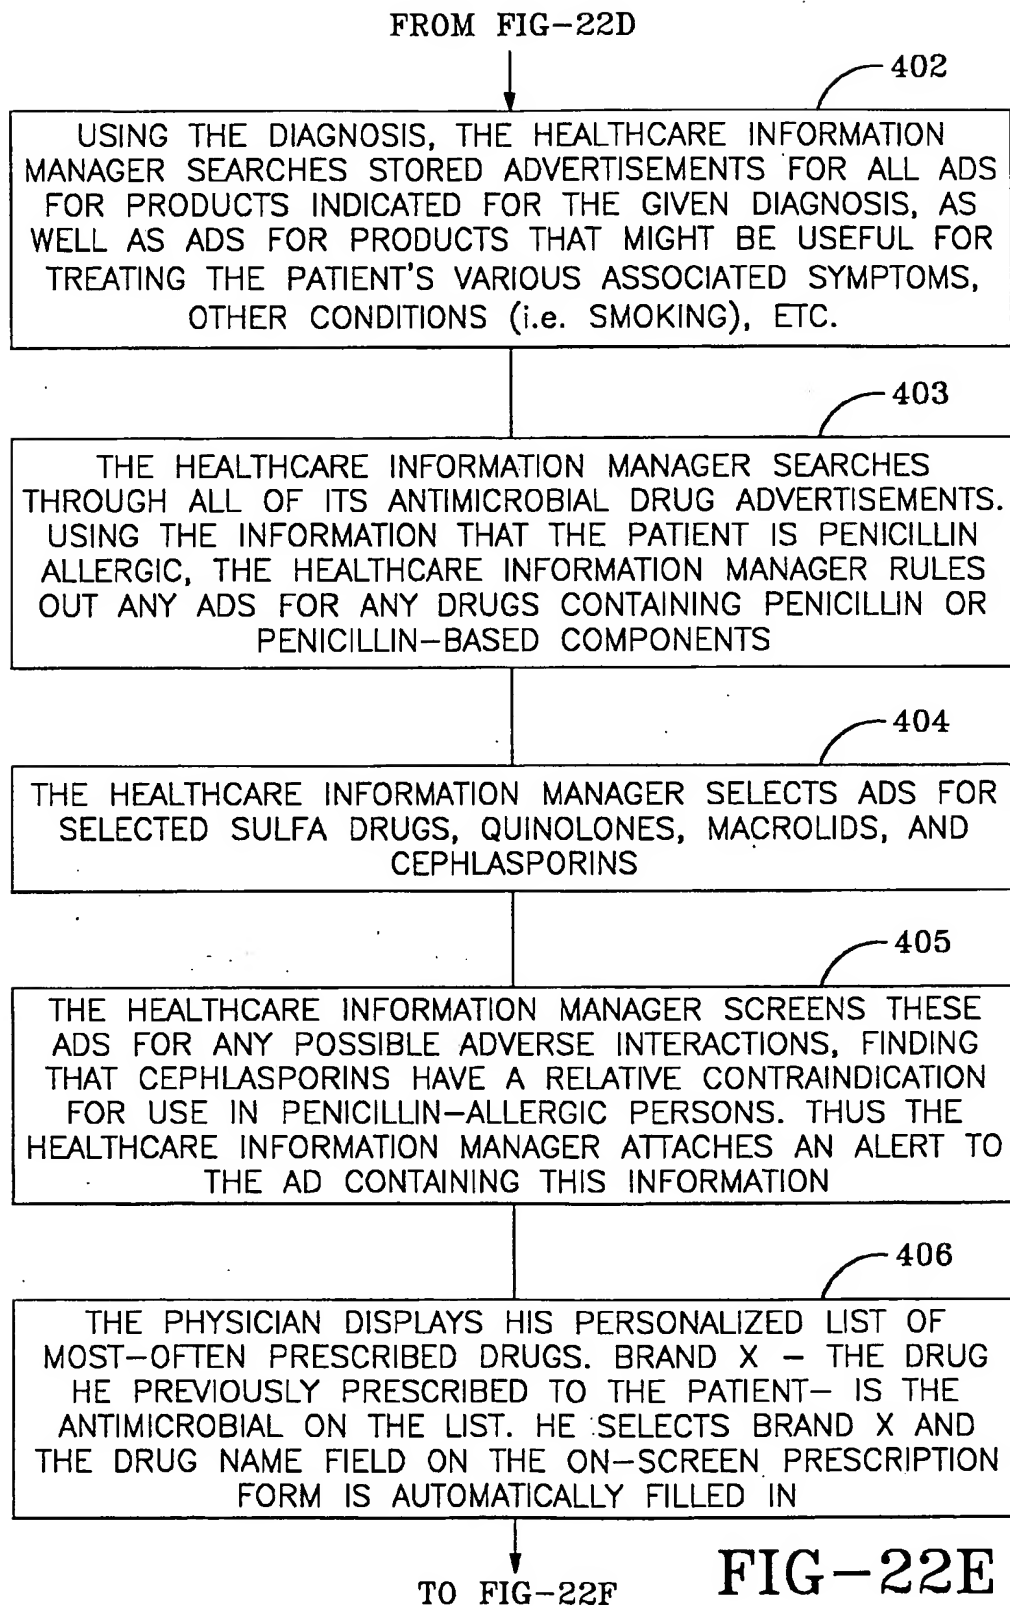 FROM FIG-22D
402
USING THE DIAGNOSIS, THE HEALTHCARE INFORMATION
MANAGER SEARCHES STORED ADVERTISEMENTS FOR ALL ADS
FOR PRODUCTS INDICATED FOR THE GIVEN DIAGNOSIS, AS
WELL AS ADS FOR PRODUCTS THAT MIGHT BE USEFUL FOR
TREATING THE PATIENT'S VARIOUS ASSOCIATED SYMPTOMS,
OTHER CONDITIONS (i.e. SMOKING), ETC.
403
THE HEALTHCARE INFORMATION MANAGER SEARCHES
THROUGH ALL OF ITS ANTIMICROBIAL DRUG ADVERTISEMENTS.
USING THE INFORMATION THAT THE PATIENT IS PENICILLIN
ALLERGIC, THE HEALTHCARE INFORMATION MANAGER RULES
OUT ANY ADS FOR ANY DRUGS CONTAINING PENICILLIN OR
PENICILLIN-BASED COMPONENTS
404
THE HEALTHCARE INFORMATION MANAGER SELECTS ADS FOR
SELECTED SULFA DRUGS, QUINOLONES, MACROLIDS, AND
CEPHLASPORINS
405
THE HEALTHCARE INFORMATION MANAGER SCREENS THESE
ADS FOR ANY POSSIBLE ADVERSE INTERACTIONS, FINDING
THAT CEPHLASPORINS HAVE A RELATIVE CONTRAINDICATION
FOR USE IN PENICILLIN-ALLERGIC PERSONS. THUS THE
HEALTHCARE INFORMATION MANAGER ATTACHES AN ALERT TO
THE AD CONTAINING THIS INFORMATION
406
THE PHYSICIAN DISPLAYS HIS PERSONALIZED LIST OF
MOST-OFTEN PRESCRIBED DRUGS. BRAND X - THE DRUG
HE PREVIOUSLY PRESCRIBED TO THE PATIENT- IS THE
ANTIMICROBIAL ON THE LIST. HE SELECTS BRAND X AND
THE DRUG NAME FIELD ON THE ON-SCREEN PRESCRIPTION
FORM IS AUTOMATICALLY FILLED IN
TO FIG-22F
FIG-22E